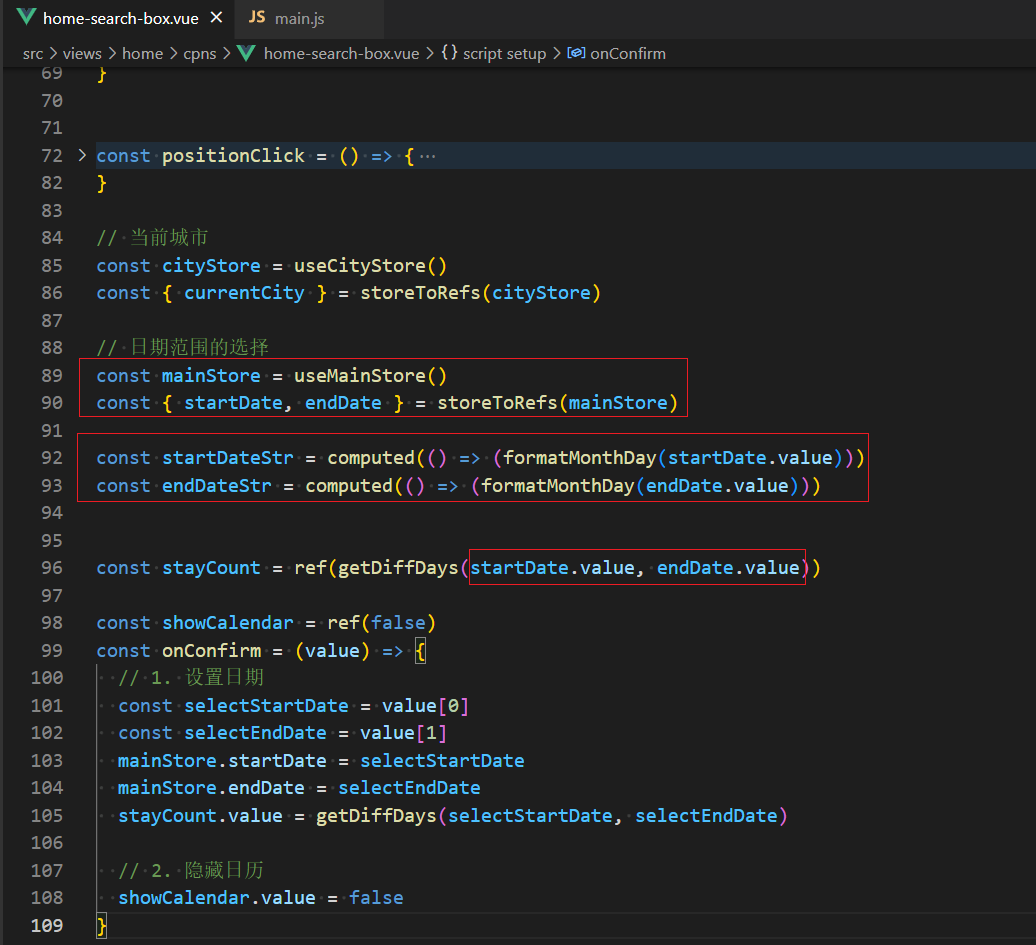 home-search-box.vue × JS main.js
src > views > home > cpns > home-search-box.vue > {} script setup > onConfirm
69 }
70
71
72 > const positionClick = () => { ···
82 }
83
84 // 当前城市
85 const cityStore = useCityStore()
86 const { currentCity } = storeToRefs(cityStore)
87
88 // 日期范围的选择
89 const mainStore = useMainStore()
90 const { startDate, endDate } = storeToRefs(mainStore)
91
92 const startDateStr = computed(() => (formatMonthDay(startDate.value)))
93 const endDateStr = computed(() => (formatMonthDay(endDate.value)))
94
95
96 const stayCount = ref(getDiffDays(startDate.value, endDate.value))
97
98 const showCalendar = ref(false)
99 const onConfirm = (value) => {
100 // 1. 设置日期
101 const selectStartDate = value[0]
102 const selectEndDate = value[1]
103 mainStore.startDate = selectStartDate
104 mainStore.endDate = selectEndDate
105 stayCount.value = getDiffDays(selectStartDate, selectEndDate)
106
107 // 2. 隐藏日历
108 showCalendar.value = false
109 }